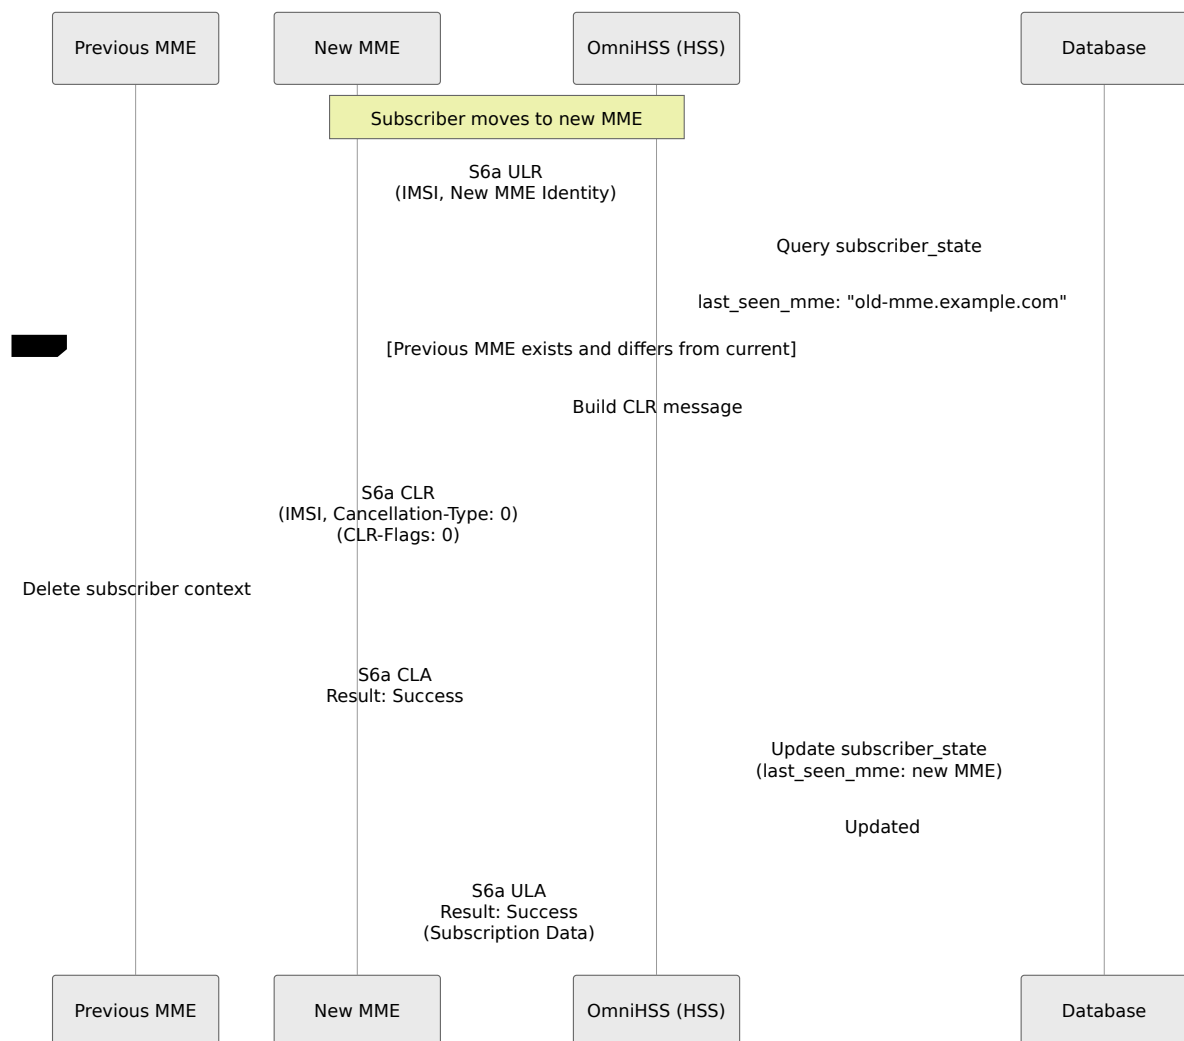 Previous MME
New MME
OmniHSS (HSS)
Database
Subscriber moves to new MME
S6a ULR
(IMSI, New MME Identity)
Query subscriber_state
last_seen_mme: "old-mme.example.com"
[Previous MME exists and differs from current]
Build CLR message
S6a CLR
(IMSI, Cancellation-Type: 0)
(CLR-Flags: 0)
Delete subscriber context
S6a CLA
Result: Success
Update subscriber_state
(last_seen_mme: new MME)
Updated
S6a ULA
Result: Success
(Subscription Data)
Previous MME
New MME
OmniHSS (HSS)
Database